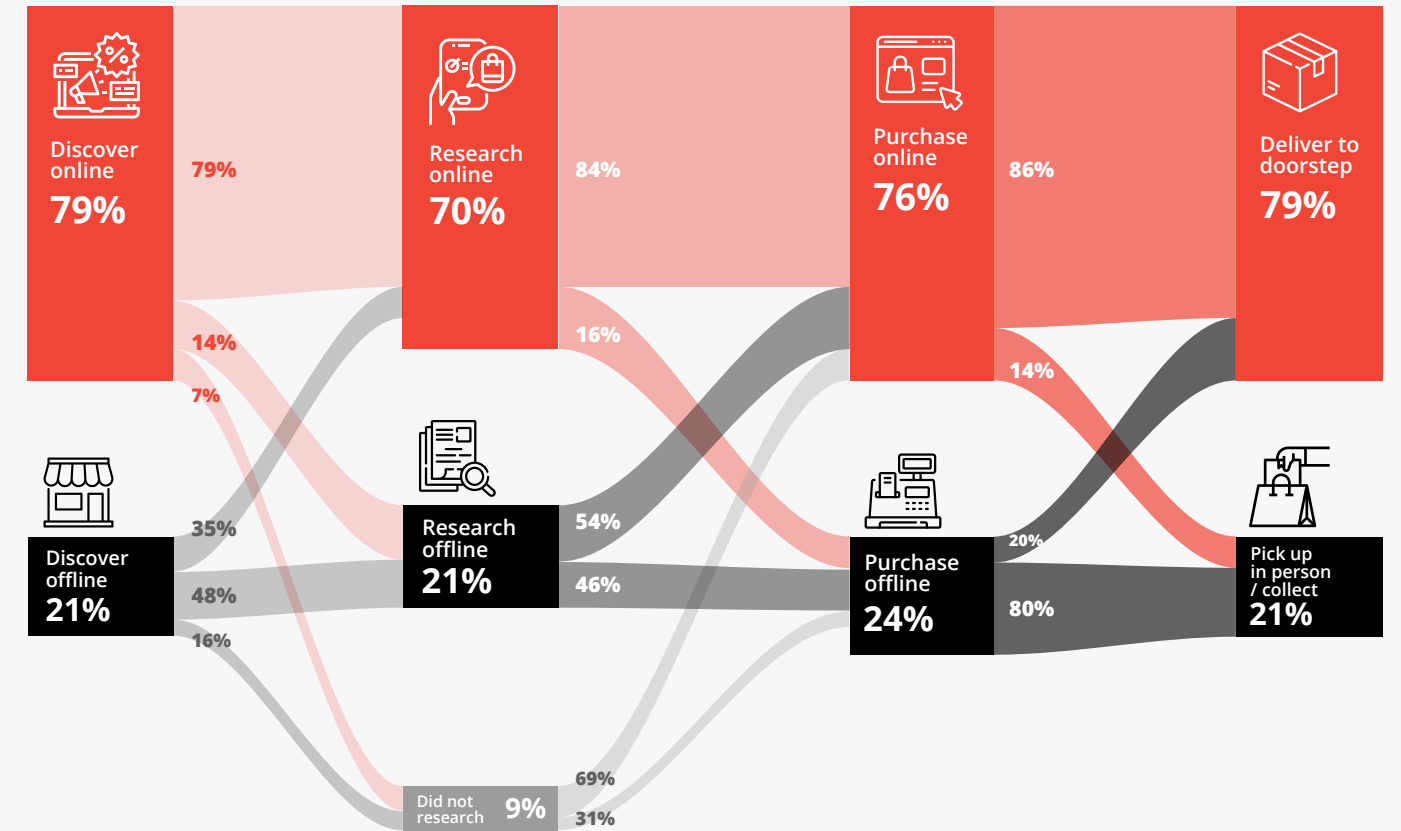 Discover
online
79%
79%
14%
7%
Discover
offline
21%
35%
48%
16%
Research
online
70%
84%
16%
Research
offline
21%
54%
46%
Did not
research
9%
69%
31%
Purchase
online
76%
86%
14%
Purchase
offline
24%
20%
80%
Deliver to
doorstep
79%
Pick up
in person
/ collect
21%
%